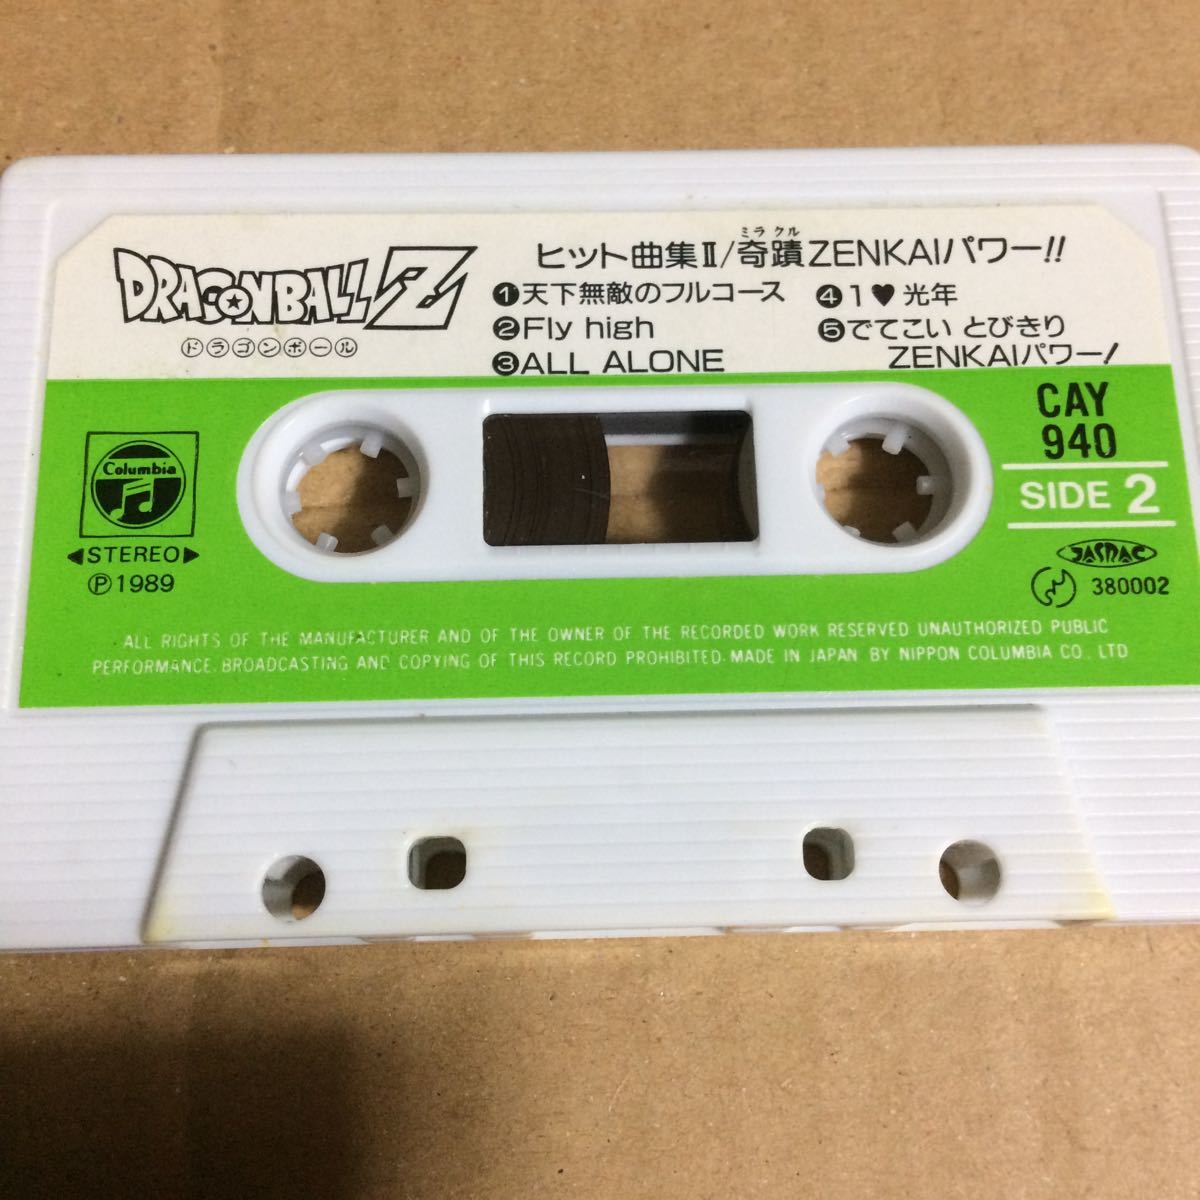 DRAGONBALL Z
ドラゴンボール
ミラクル
ヒット曲集Ⅱ/奇蹟ZENKAIパワー!!
❶天下無敵のフルコース
❷Fly high
❸ALL ALONE
❹1♥光年
❺でてこい とびきり
ZENKAIパワー!
Columbia
◀STEREO▶
Ⓟ1989
CAY
940
SIDE 2
JASRAC
380002
ALL RIGHTS OF THE MANUFACTURER AND OF THE OWNER OF THE RECORDED WORK RESERVED UNAUTHORIZED PUBLIC
PERFORMANCE. BROADCASTING AND COPYING OF THIS RECORD PROHIBITED. MADE IN JAPAN BY NIPPON COLUMBIA CO., LTD